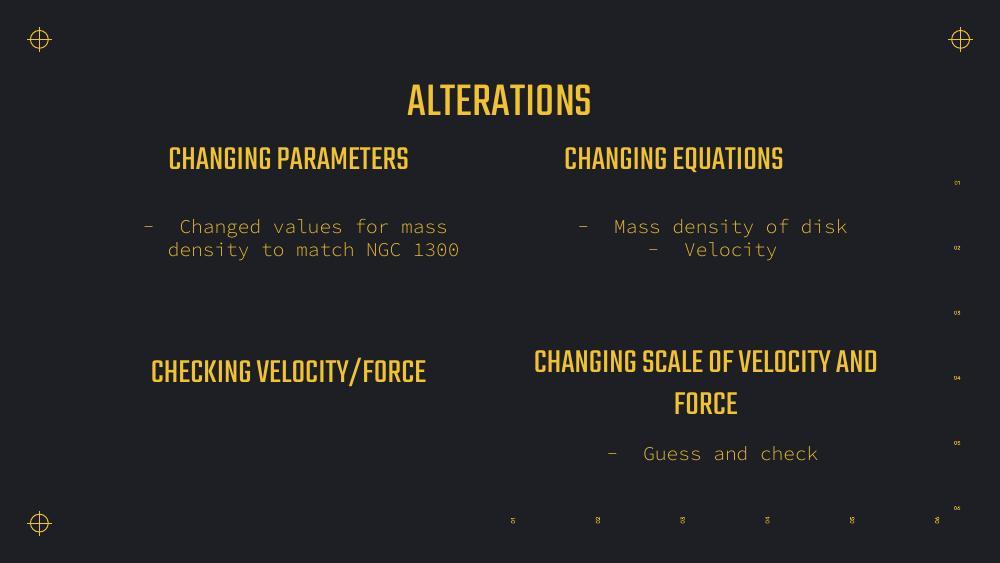 ALTERATIONS
CHANGING PARAMETERS
- Changed values for mass
density to match NGC 1300
CHANGING EQUATIONS
- Mass density of disk
- Velocity
CHECKING VELOCITY/FORCE
CHANGING SCALE OF VELOCITY AND
FORCE
- Guess and check
01
02
03
04
05
06
01
02
03
04
05
06